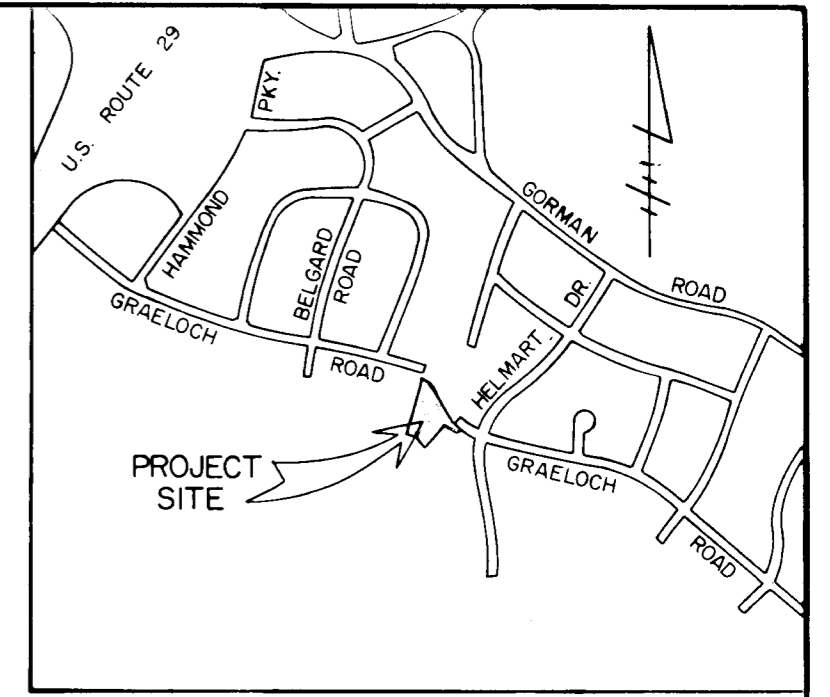 U.S. ROUTE 29
PKY.
HAMMOND
GORMAN
ROAD
BELGARD
ROAD
DR.
HELMART.
GRAELOCH
ROAD
PROJECT
SITE
GRAELOCH
ROAD